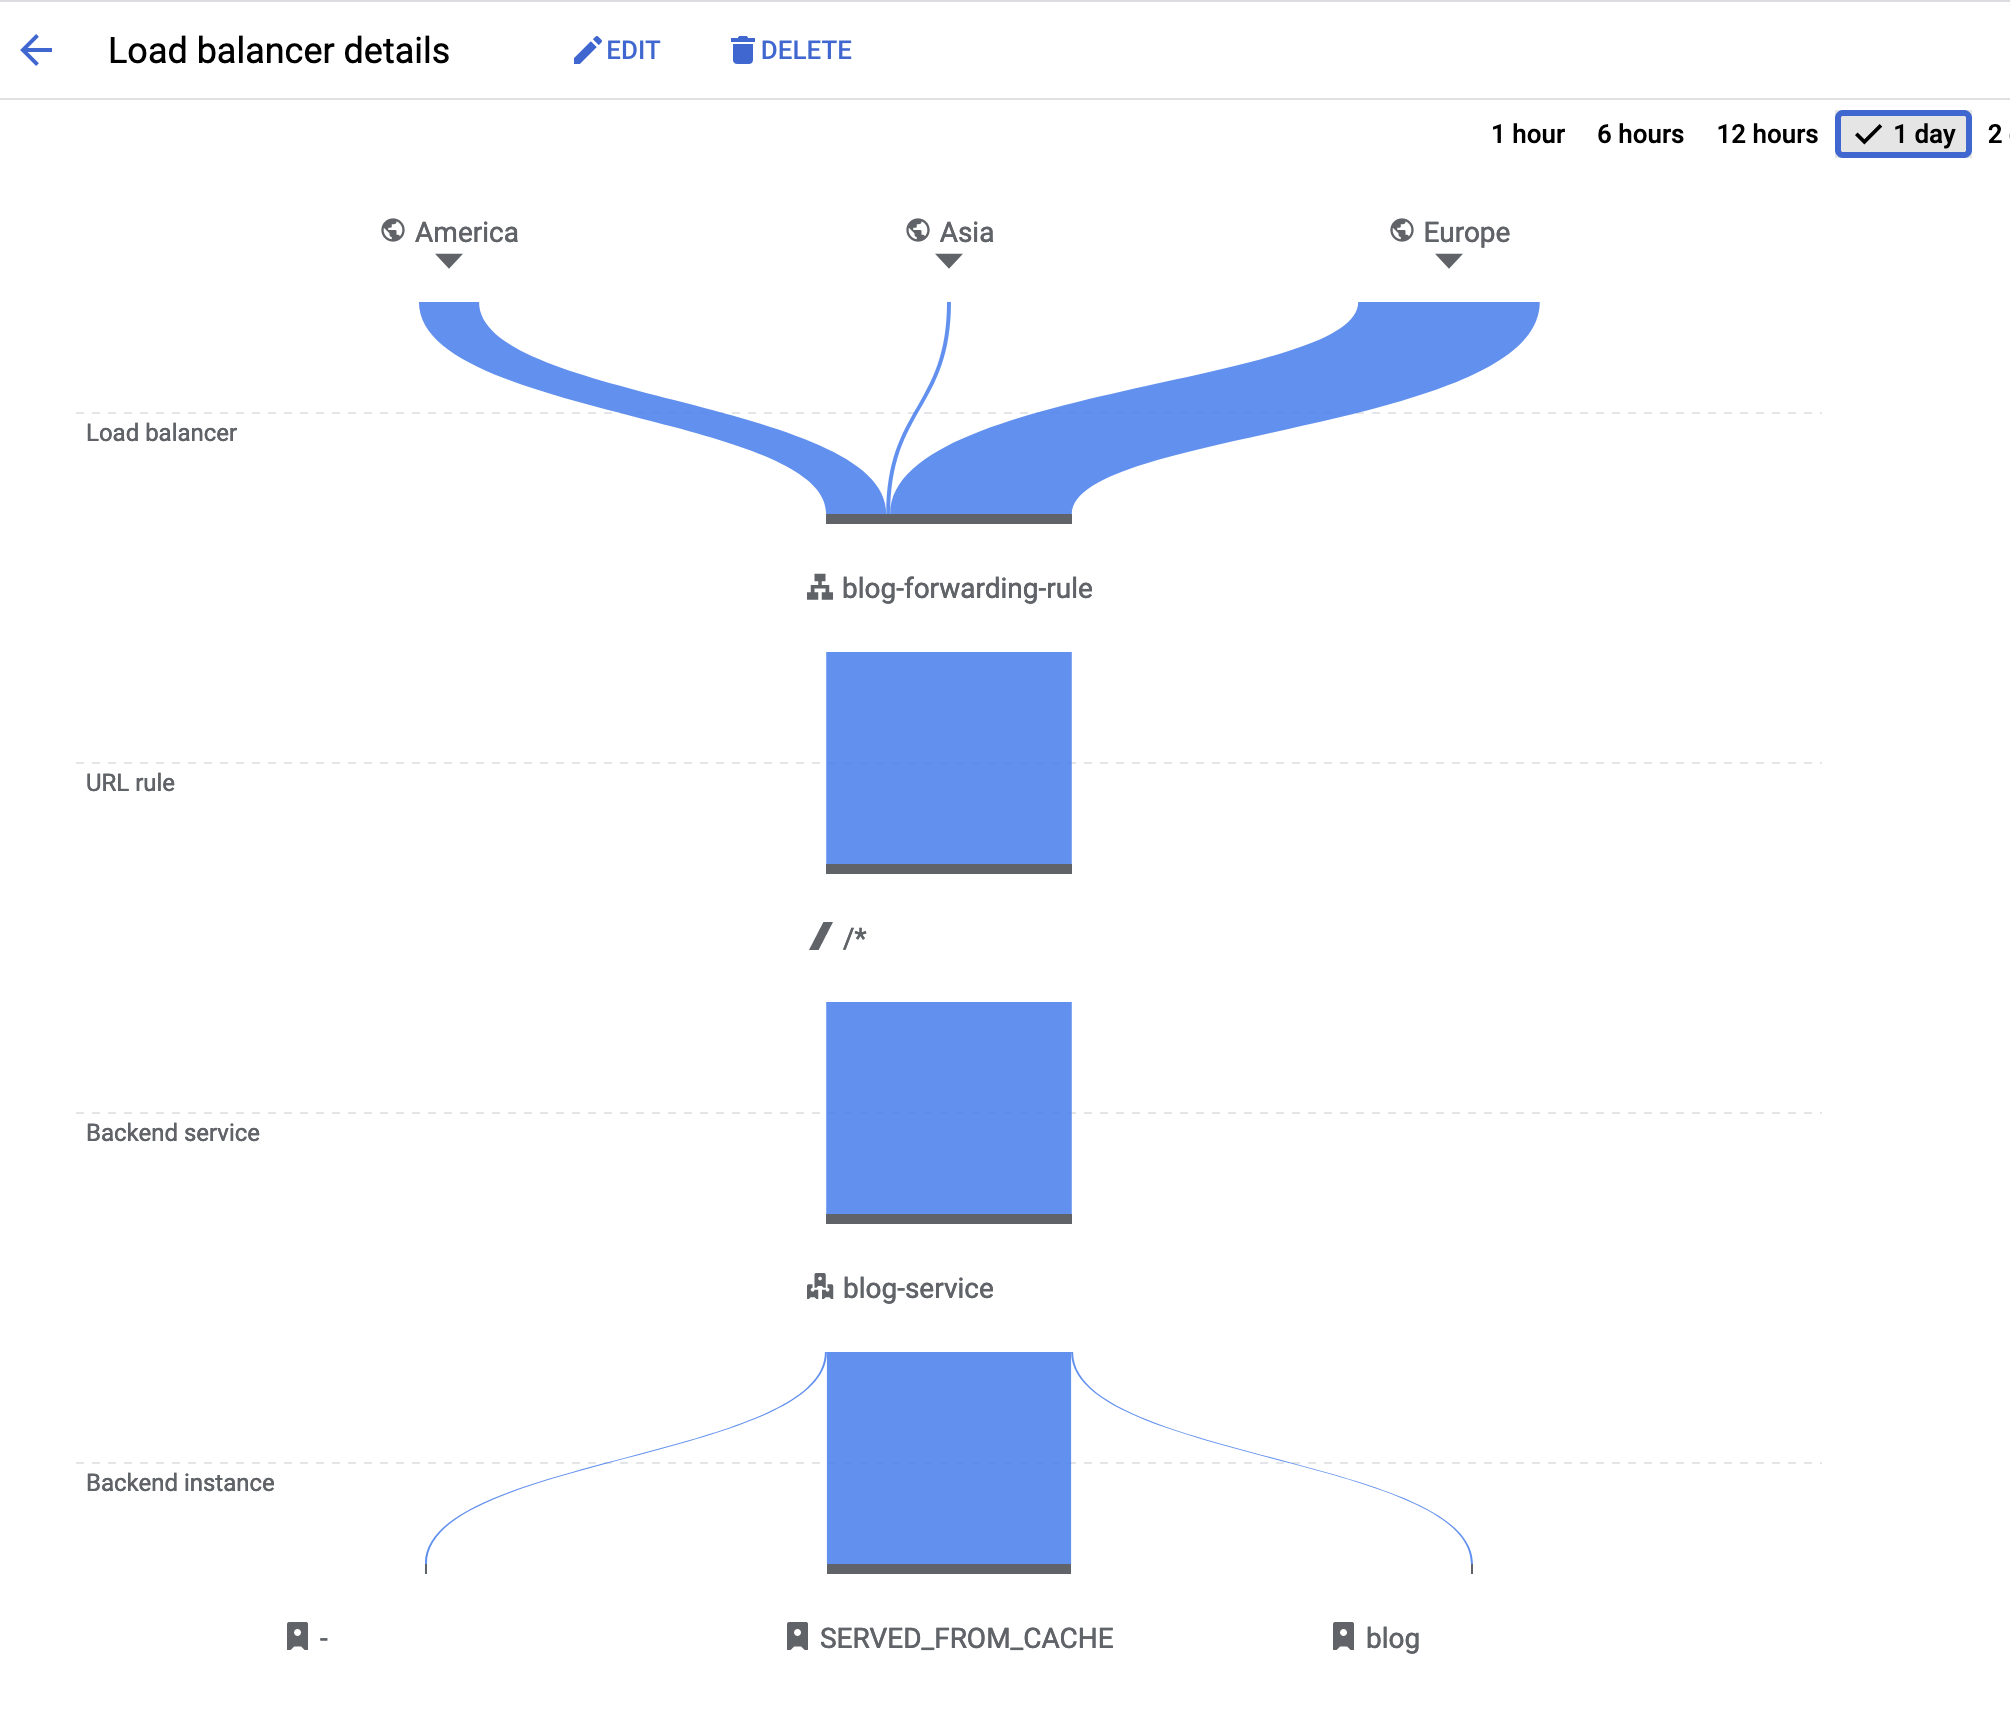 Load balancer details EDIT DELETE
1 hour 6 hours 12 hours 1 day 2
America Asia Europe
Load balancer
blog-forwarding-rule
URL rule
/*
Backend service
blog-service
Backend instance
- SERVED_FROM_CACHE blog